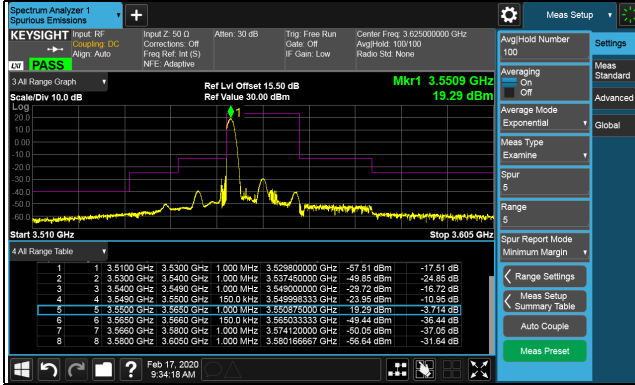 Spectrum Analyzer 1
Spurious Emissions
Meas Setup
KEYSIGHT Input: RF
Coupling: DC
Align: Auto
LXI PASS
Input Z: 50 Ω
Corrections: Off
Freq Ref: Int (S)
NFE: Adaptive
Atten: 30 dB
Trig: Free Run
Gate: Off
IF Gain: Low
Center Freq: 3.625000000 GHz
Avg|Hold: 100/100
Radio Std: None
3 All Range Graph
Ref Lvl Offset 15.50 dB
Mkr1 3.5509 GHz
Scale/Div 10.0 dB
Ref Value 30.00 dBm
19.29 dBm
Log
1
20.0
10.0
0.00
-10.0
-20.0
-30.0
-40.0
-50.0
-60.0
Start 3.510 GHz
Stop 3.605 GHz
4 All Range Table
1 1 3.5100 GHz 3.5300 GHz 1.000 MHz 3.529800000 GHz -57.51 dBm -17.51 dB
2 2 3.5300 GHz 3.5400 GHz 1.000 MHz 3.537450000 GHz -49.85 dBm -24.85 dB
3 3 3.5400 GHz 3.5490 GHz 1.000 MHz 3.549000000 GHz -29.72 dBm -16.72 dB
4 4 3.5490 GHz 3.5500 GHz 150.0 kHz 3.549998333 GHz -23.95 dBm -10.95 dB
5 5 3.5500 GHz 3.5650 GHz 1.000 MHz 3.550875000 GHz 19.29 dBm -3.714 dB
6 6 3.5650 GHz 3.5660 GHz 150.0 kHz 3.565033333 GHz -49.44 dBm -36.44 dB
7 7 3.5660 GHz 3.5800 GHz 1.000 MHz 3.574120000 GHz -50.05 dBm -37.05 dB
8 8 3.5800 GHz 3.6050 GHz 1.000 MHz 3.580166667 GHz -56.64 dBm -31.64 dB
Feb 17, 2020
9:34:18 AM
Avg|Hold Number
100
Averaging
On
Off
Average Mode
Exponential
Meas Type
Examine
Spur
5
Range
5
Spur Report Mode
Minimum Margin
Range Settings
Meas Setup
Summary Table
Auto Couple
Meas Preset
Settings
Meas
Standard
Advanced
Global